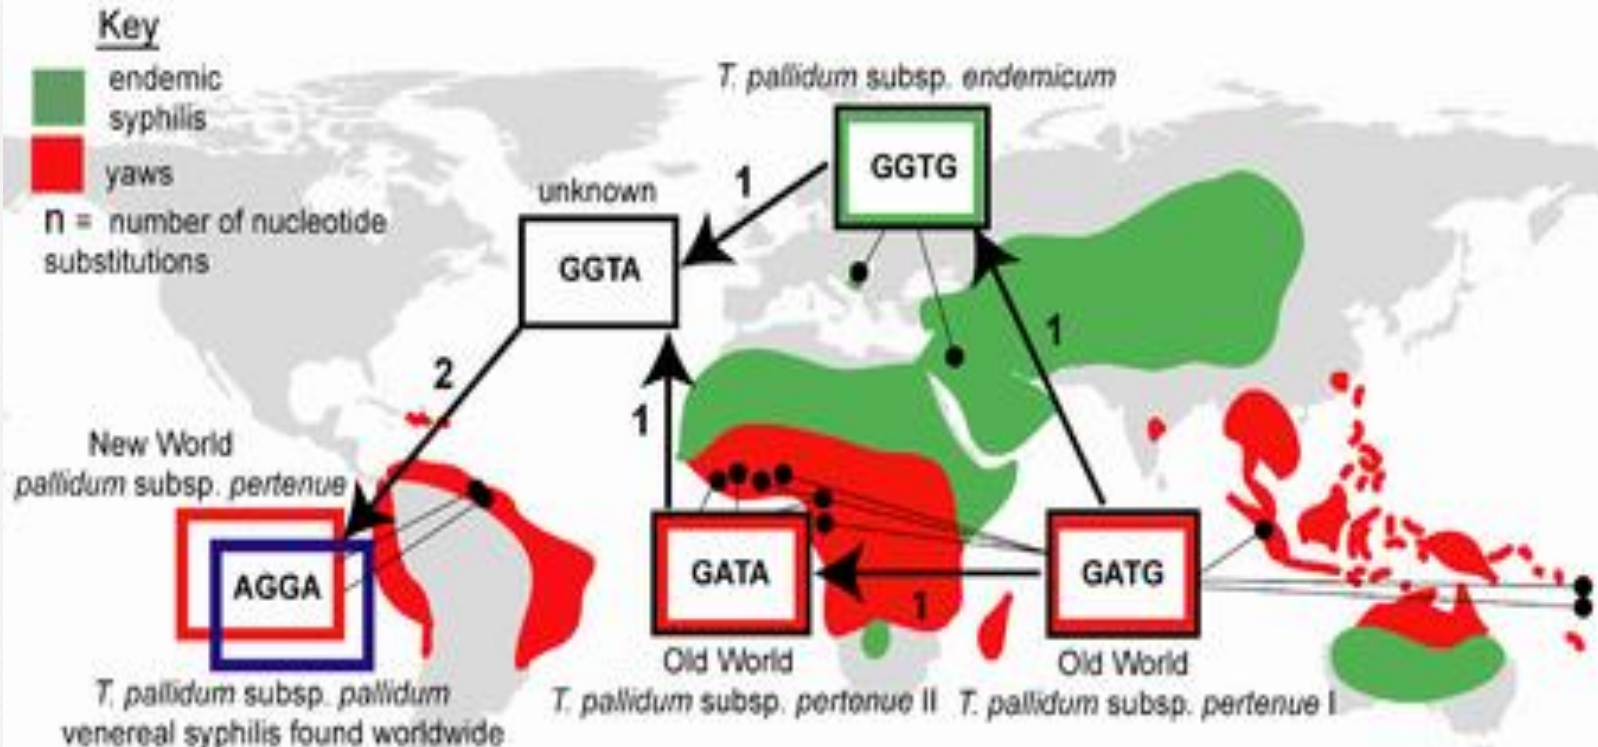 Key
endemic
syphilis
yaws
n = number of nucleotide
substitutions
T. pallidum subsp. endemicum
GGTG
1
unknown
GGTA
1
2
1
New World
pallidum subsp. pertenue
AGGA
GATA
GATG
1
T. pallidum subsp. pallidum
venereal syphilis found worldwide
Old World
T. pallidum subsp. pertenue II
Old World
T. pallidum subsp. pertenue I